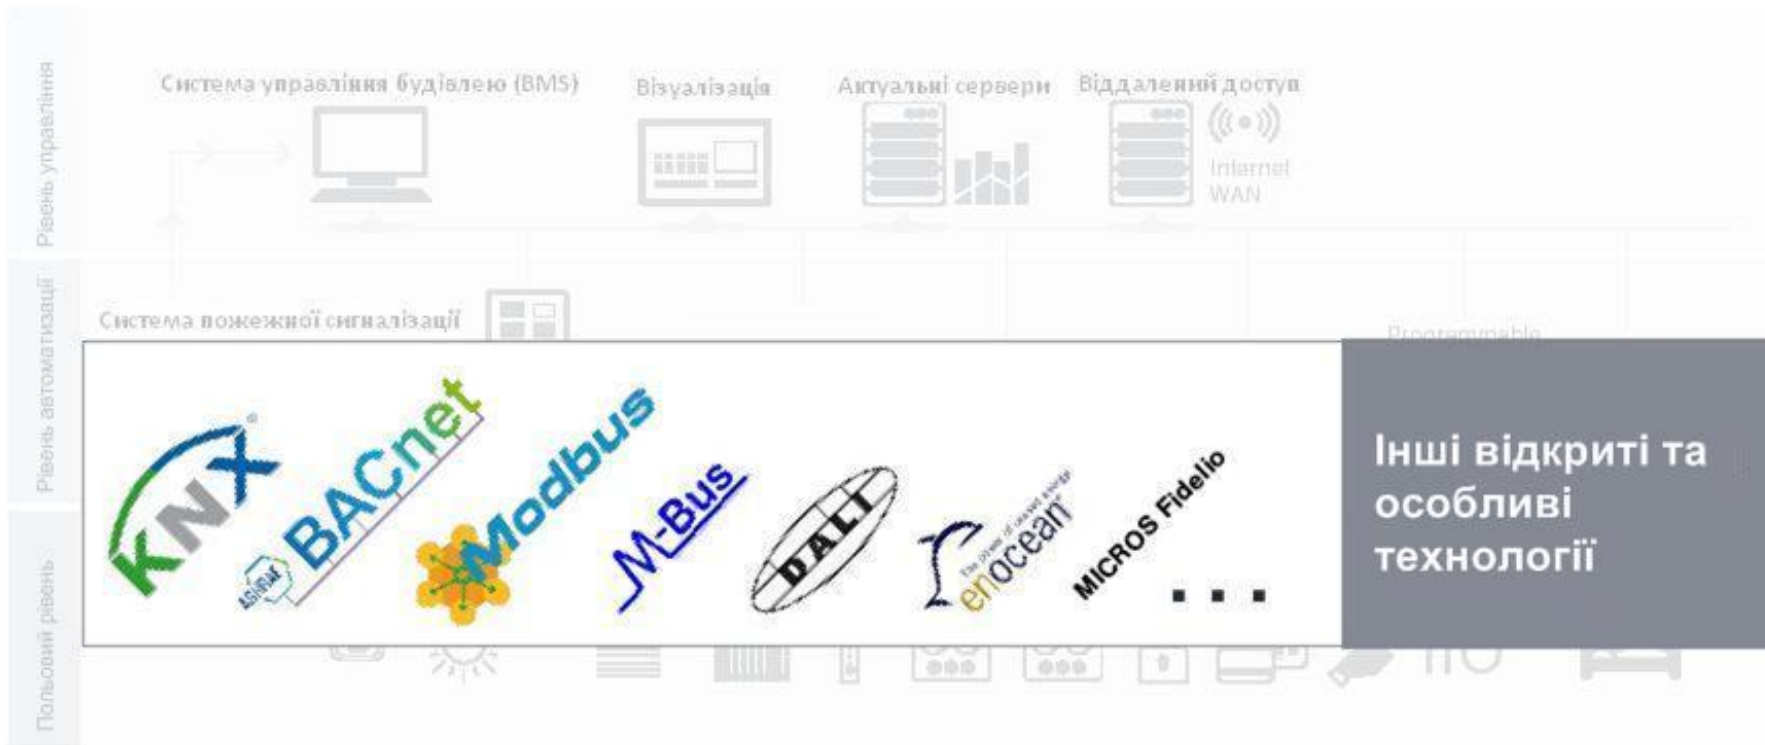 Рівень управління
Система управління будівлею (BMS)
Візуалізація
Актуальні сервери
Віддалений доступ
Internet
WAN
Рівень автоматизації
Система пожежної сигналізації
Programmable
KNX®
ASHRAE BACnet
Modbus
M-Bus
DALI
enocean®
MICROS Fidelio
...
Інші відкриті та
особливі
технології
Польовий рівень
I/O